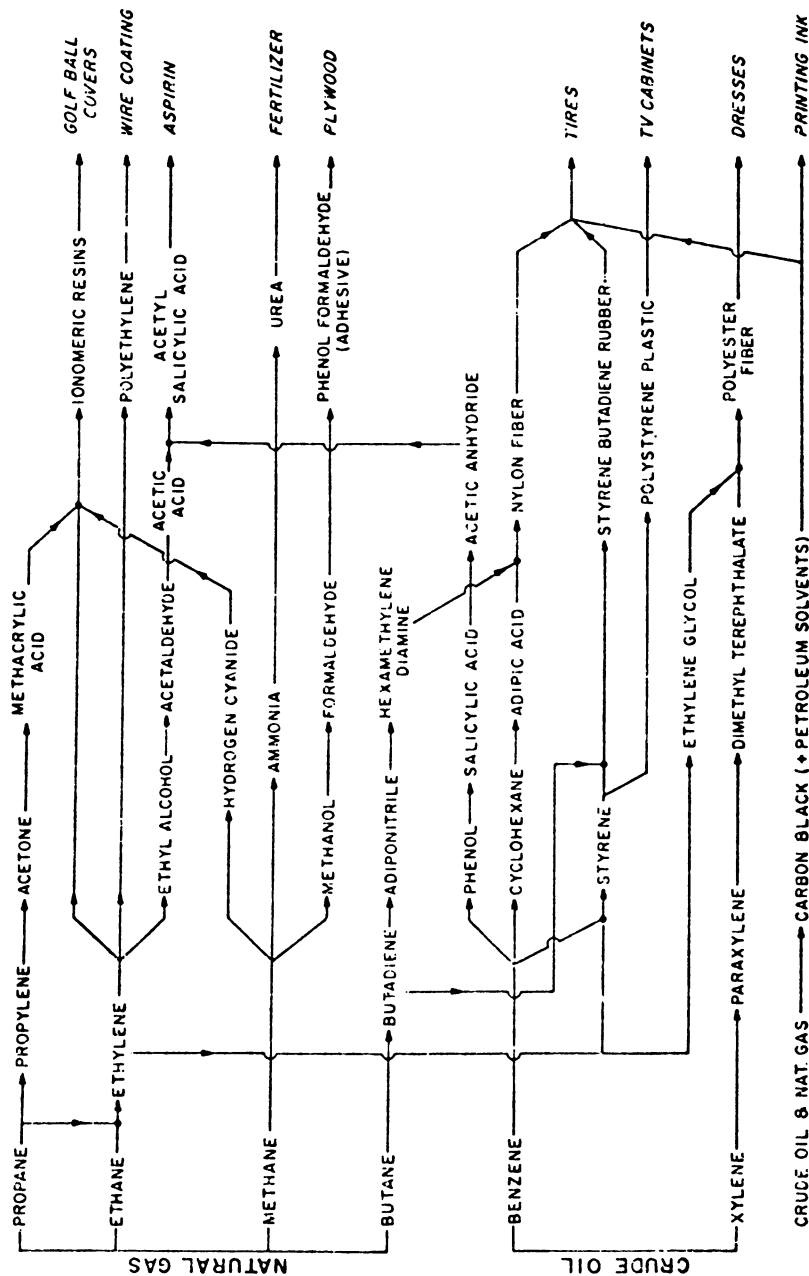 NATURAL GAS
PROPANE
PROPYLENE
ACETONE
METHACRYLIC
ACID
IONOMERIC RESINS
GOLF BALL
COVERS
ETHANE
ETHYLENE
POLYETHYLENE
WIRE COATING
ETHYL ALCOHOL
ACETALDEHYDE
ACETIC
ACID
ACETYL
SALICYLIC ACID
ASPIRIN
HYDROGEN CYANIDE
METHANE
AMMONIA
UREA
FERTILIZER
METHANOL
FORMALDEHYDE
PHENOL FORMALDEHYDE
(ADHESIVE)
PLYWOOD
BUTANE
BUTADIENE
ADIPONITRILE
HEXAMETHYLENE
DIAMINE
CRUDE OIL
PHENOL
SALICYLIC ACID
ACETIC ANHYDRIDE
BENZENE
CYCLOHEXANE
ADIPIC ACID
NYLON FIBER
TIRES
STYRENE
STYRENE BUTADIENE RUBBER
POLYSTYRENE PLASTIC
TV CABINETS
ETHYLENE GLYCOL
XYLENE
PARAXYLENE
DIMETHYL TEREPHTHALATE
POLYESTER
FIBER
DRESSES
CRUDE OIL & NAT. GAS
CARBON BLACK (+ PETROLEUM SOLVENTS)
PRINTING INK